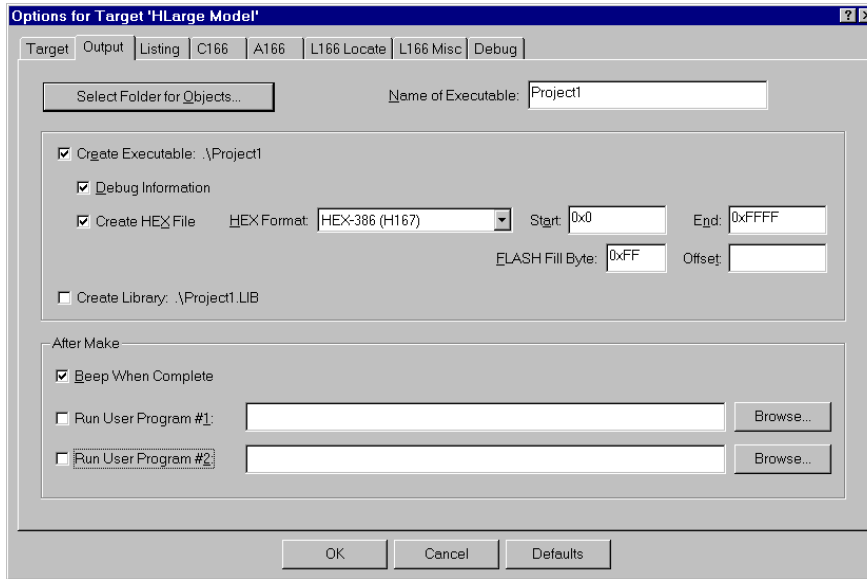 Options for Target 'HLarge Model'
Target Output Listing C166 A166 L166 Locate L166 Misc Debug
Select Folder for Objects... Name of Executable: Project1
Create Executable: .\Project1
Debug Information
Create HEX File HEX Format: HEX-386 (H167) Start: 0x0 End: 0xFFFF
FLASH Fill Byte: 0xFF Offset:
Create Library: .\Project1.LIB
After Make
Beep When Complete
Run User Program #1: Browse...
Run User Program #2: Browse...
OK Cancel Defaults